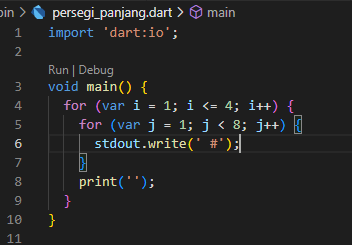 bin > persegi_panjang.dart > main
1 import 'dart:io';
2
Run | Debug
3 void main() {
4   for (var i = 1; i <= 4; i++) {
5     for (var j = 1; j < 8; j++) {
6       stdout.write(' #');
7     }
8     print('');
9   }
10 }
11